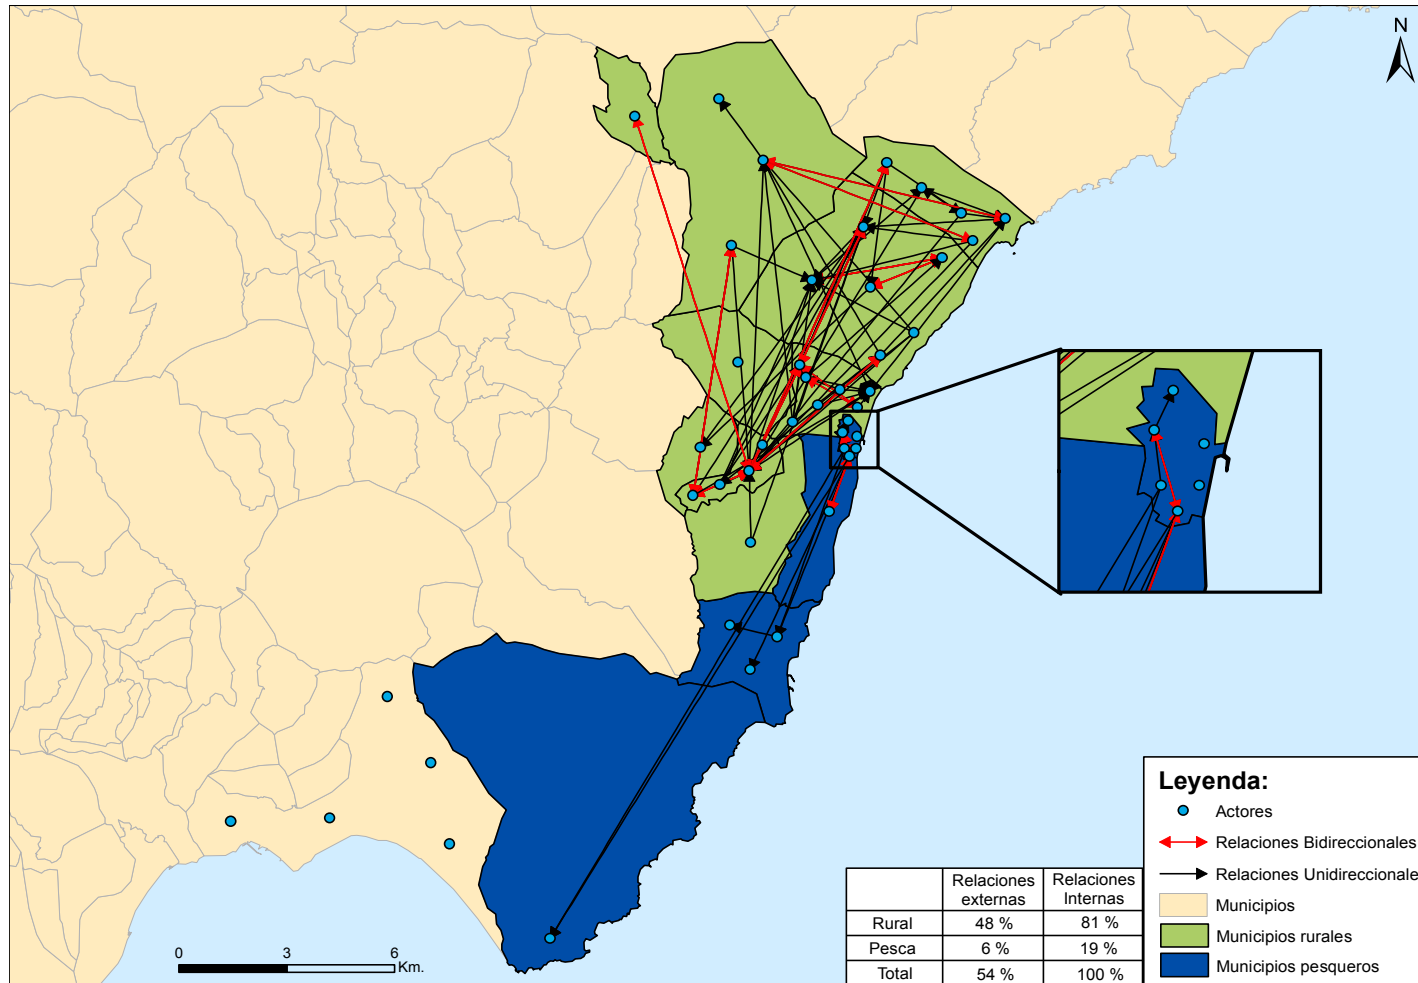 N
Leyenda:
Actores
Relaciones Bidireccionales
Relaciones Unidireccionale
Municipios
Municipios rurales
Municipios pesqueros
Relaciones externas Relaciones Internas
Rural 48 % 81 %
Pesca 6 % 19 %
Total 54 % 100 %
0 3 6
Km.